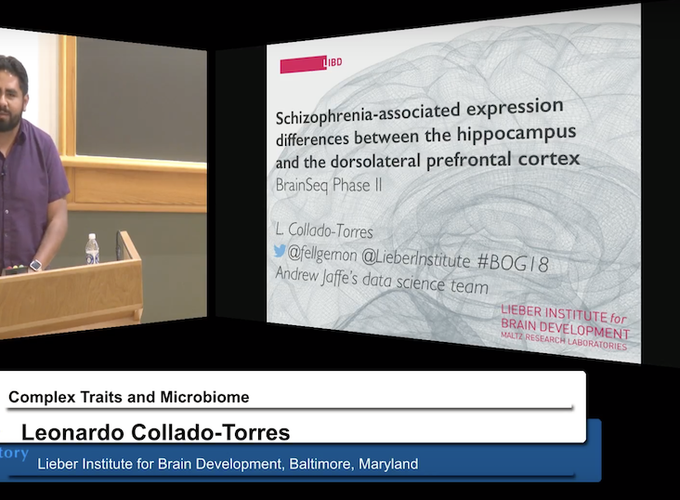 LIBD
Schizophrenia-associated expression
differences between the hippocampus
and the dorsolateral prefrontal cortex
BrainSeq Phase II
L. Collado-Torres
@fellgernon @LieberInstitute #BOG18
Andrew Jaffe's data science team
LIEBER INSTITUTE for
BRAIN DEVELOPMENT
MALTZ RESEARCH LABORATORIES
Complex Traits and Microbiome
Leonardo Collado-Torres
tory
Lieber Institute for Brain Development, Baltimore, Maryland